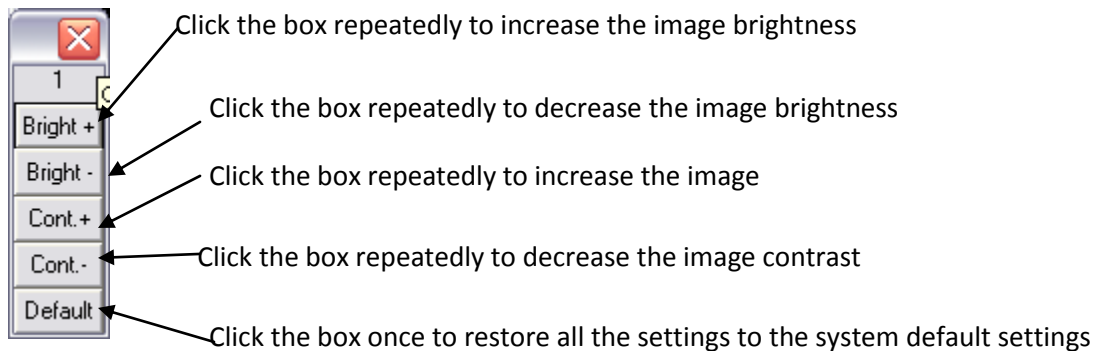 Click the box repeatedly to increase the image brightness
1
Bright +
Click the box repeatedly to decrease the image brightness
Bright -
Click the box repeatedly to increase the image
Cont.+
Click the box repeatedly to decrease the image contrast
Cont.-
Default
Click the box once to restore all the settings to the system default settings